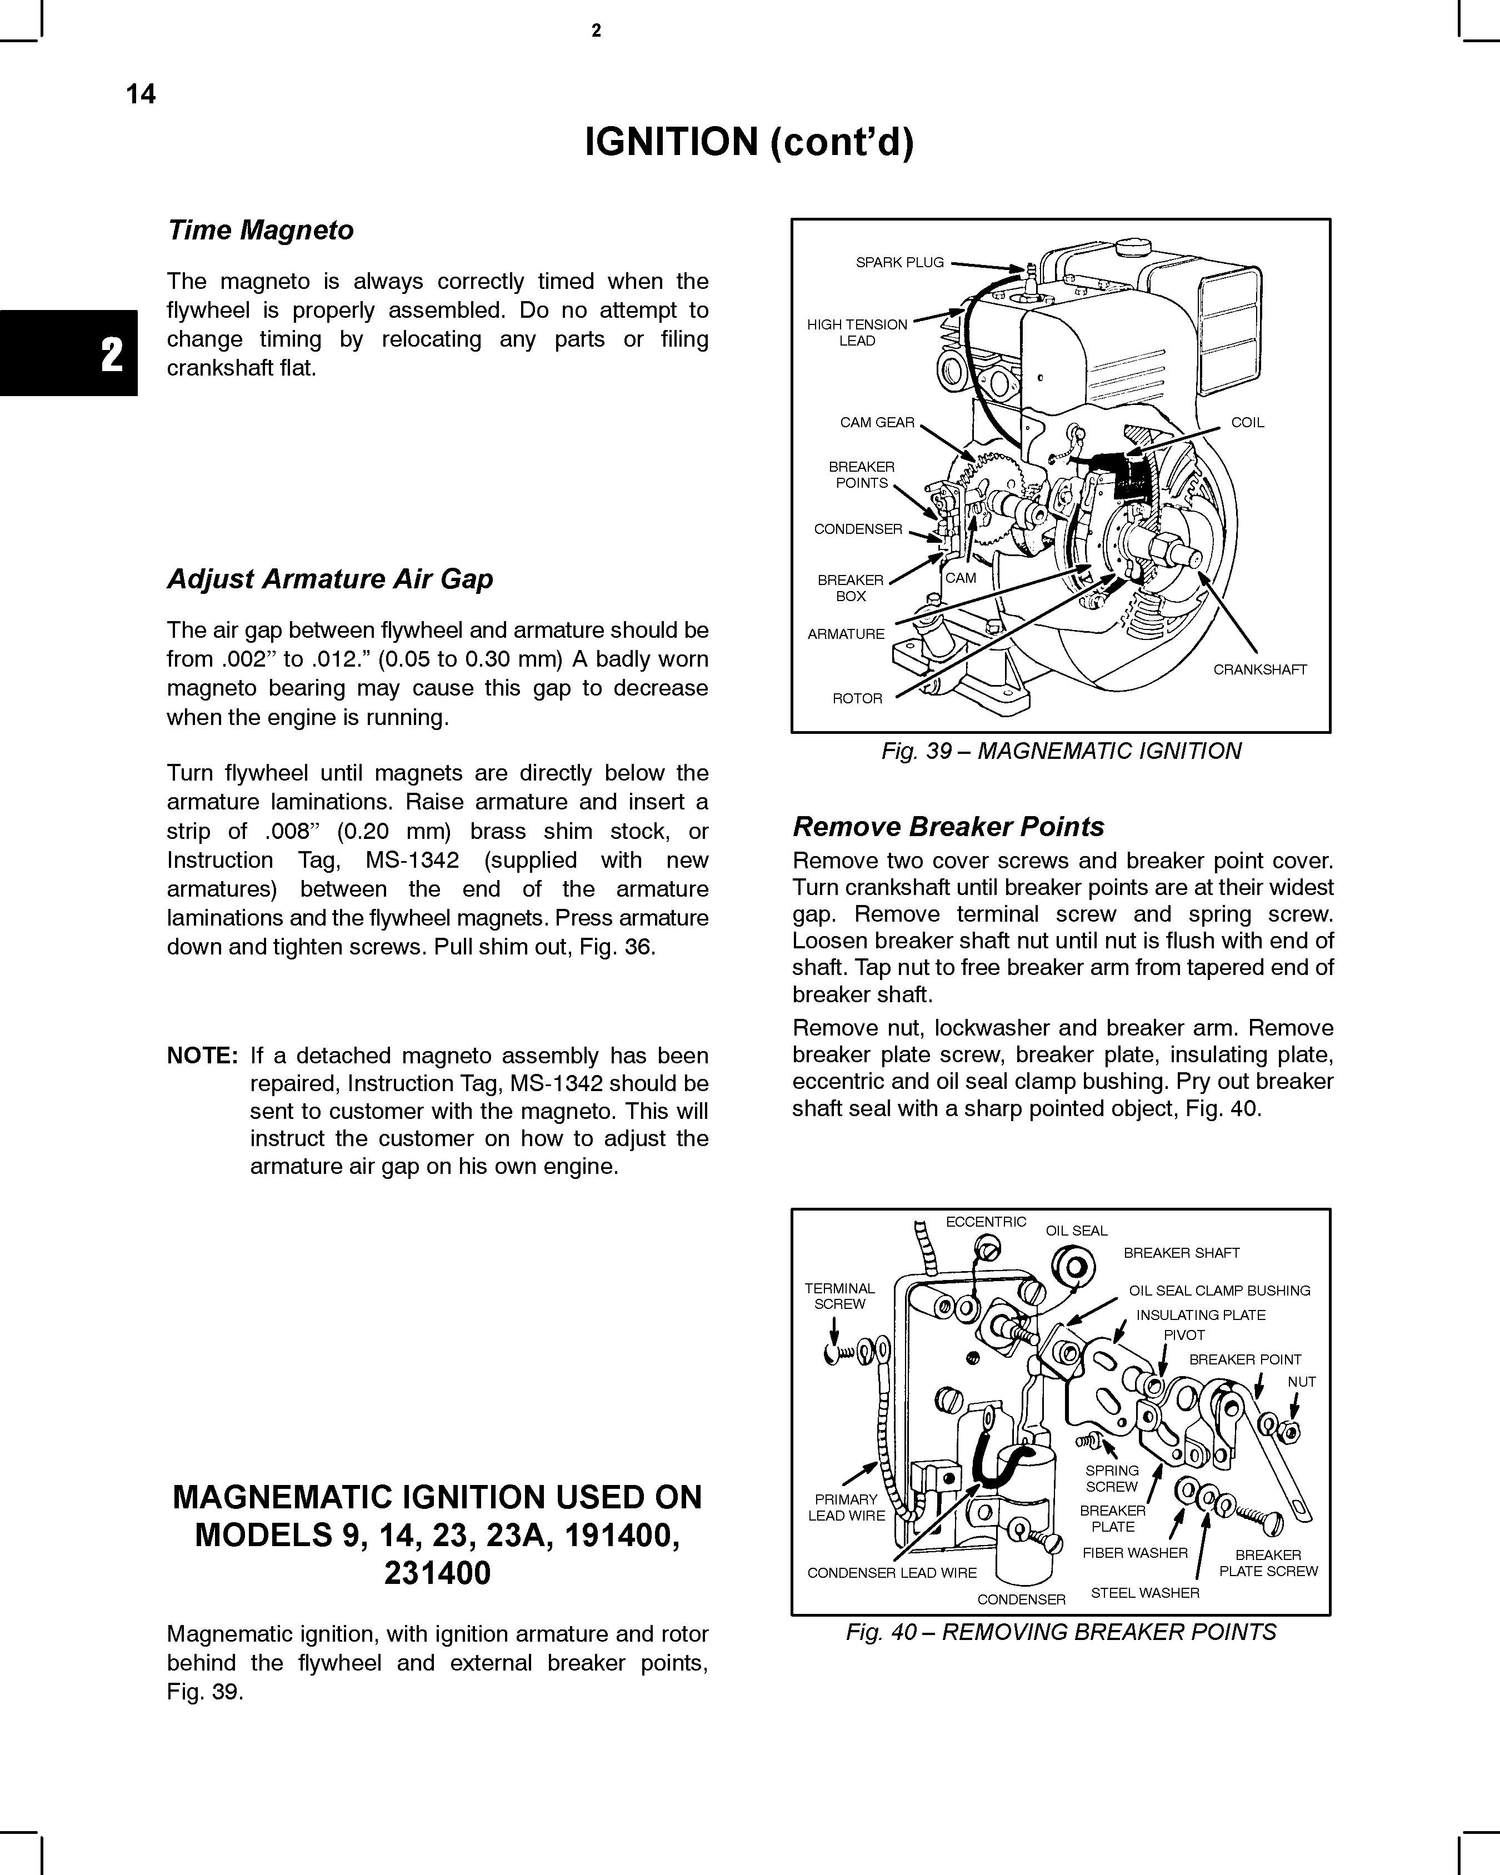 2
14
IGNITION (cont’d)
2
Time Magneto
The magneto is always correctly timed when the
flywheel is properly assembled. Do no attempt to
change timing by relocating any parts or filing
crankshaft flat.
Adjust Armature Air Gap
The air gap between flywheel and armature should be
from .002” to .012.” (0.05 to 0.30 mm) A badly worn
magneto bearing may cause this gap to decrease
when the engine is running.
Turn flywheel until magnets are directly below the
armature laminations. Raise armature and insert a
strip of .008” (0.20 mm) brass shim stock, or
Instruction Tag, MS-1342 (supplied with new
armatures) between the end of the armature
laminations and the flywheel magnets. Press armature
down and tighten screws. Pull shim out, Fig. 36.
NOTE: If a detached magneto assembly has been
repaired, Instruction Tag, MS-1342 should be
sent to customer with the magneto. This will
instruct the customer on how to adjust the
armature air gap on his own engine.
MAGNEMATIC IGNITION USED ON
MODELS 9, 14, 23, 23A, 191400,
231400
Magnematic ignition, with ignition armature and rotor
behind the flywheel and external breaker points,
Fig. 39.
SPARK PLUG
HIGH TENSION
LEAD
CAM GEAR
COIL
BREAKER
POINTS
CONDENSER
BREAKER
BOX
CAM
ARMATURE
CRANKSHAFT
ROTOR
Fig. 39 – MAGNEMATIC IGNITION
Remove Breaker Points
Remove two cover screws and breaker point cover.
Turn crankshaft until breaker points are at their widest
gap. Remove terminal screw and spring screw.
Loosen breaker shaft nut until nut is flush with end of
shaft. Tap nut to free breaker arm from tapered end of
breaker shaft.
Remove nut, lockwasher and breaker arm. Remove
breaker plate screw, breaker plate, insulating plate,
eccentric and oil seal clamp bushing. Pry out breaker
shaft seal with a sharp pointed object, Fig. 40.
ECCENTRIC
OIL SEAL
BREAKER SHAFT
TERMINAL
SCREW
OIL SEAL CLAMP BUSHING
INSULATING PLATE
PIVOT
BREAKER POINT
NUT
SPRING
SCREW
PRIMARY
LEAD WIRE
BREAKER
PLATE
FIBER WASHER
BREAKER
PLATE SCREW
CONDENSER LEAD WIRE
STEEL WASHER
CONDENSER
Fig. 40 – REMOVING BREAKER POINTS